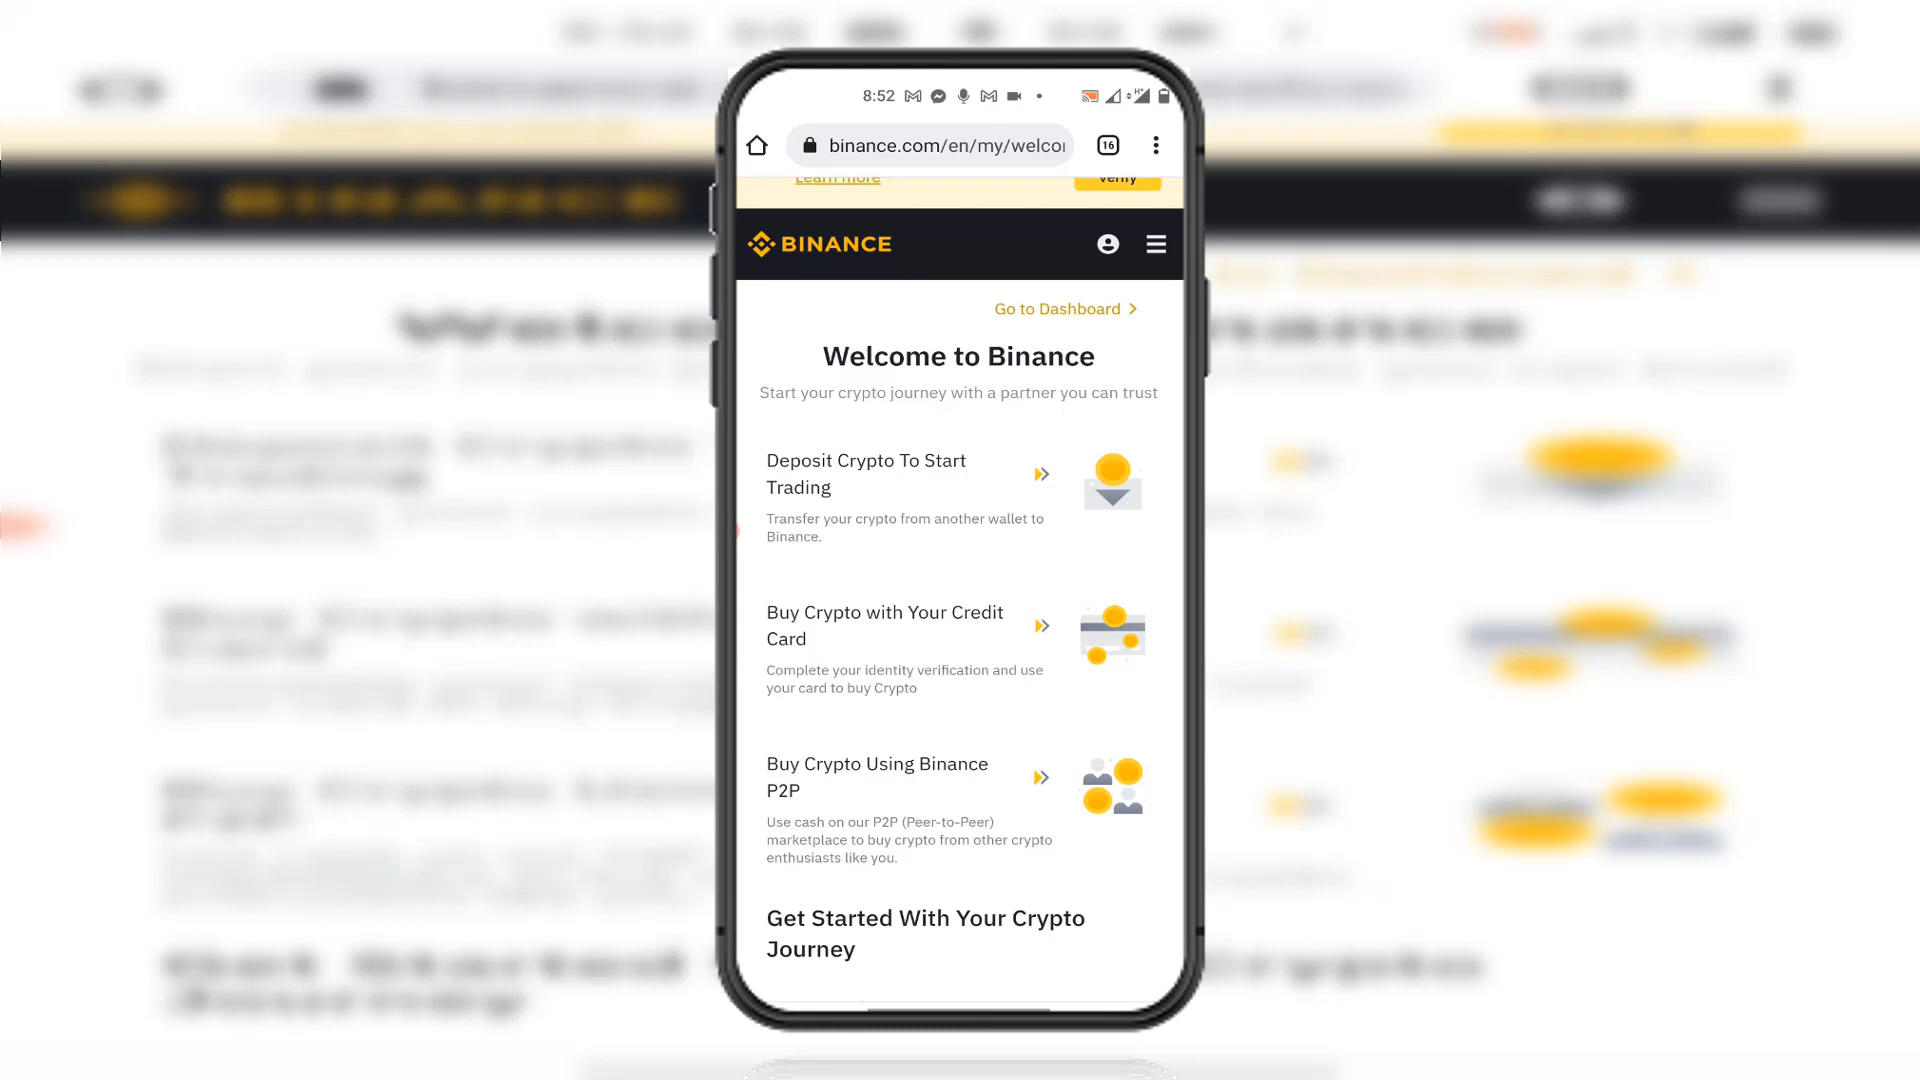 8:52
H+
binance.com/en/my/welco
16
Learn more
Verify
BINANCE
Go to Dashboard
Welcome to Binance
Start your crypto journey with a partner you can trust
Deposit Crypto To Start
Trading
Transfer your crypto from another wallet to
Binance.
Buy Crypto with Your Credit
Card
Complete your identity verification and use
your card to buy Crypto
Buy Crypto Using Binance
P2P
Use cash on our P2P (Peer-to-Peer)
marketplace to buy crypto from other crypto
enthusiasts like you.
Get Started With Your Crypto
Journey